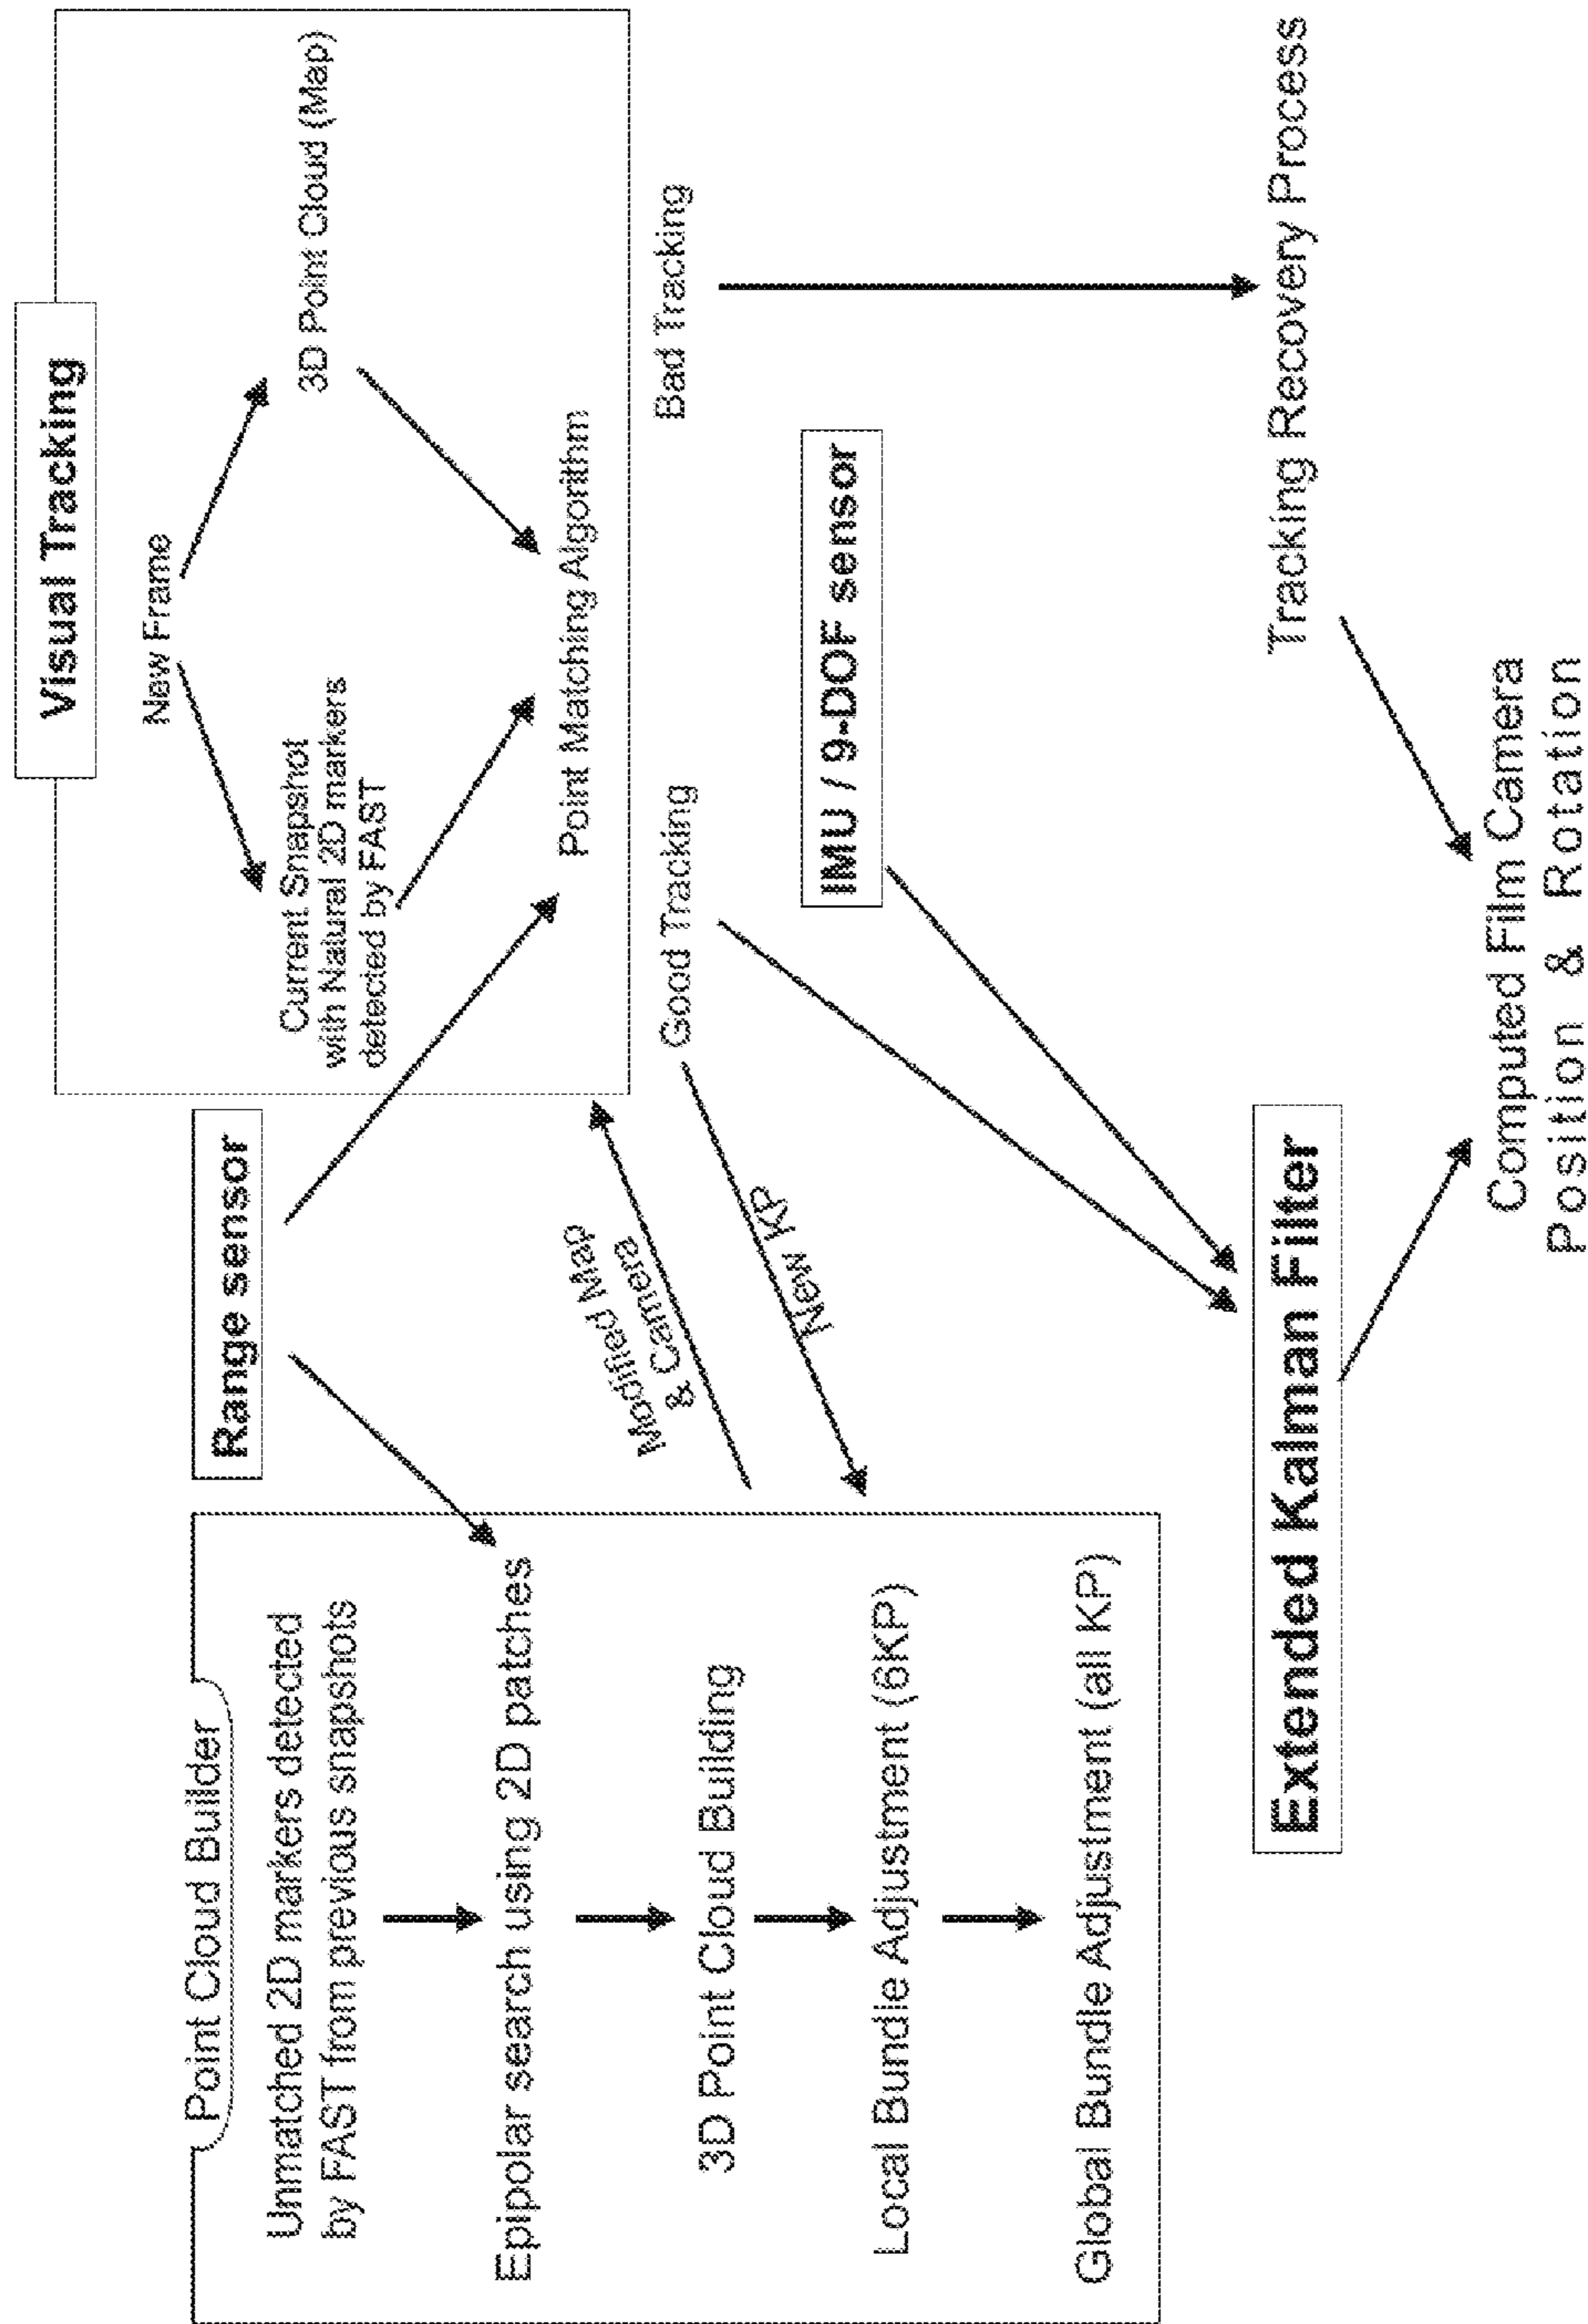 Visual Tracking
New Frame
Current Snapshot
with Natural 2D markers
detected by FAST
3D Point Cloud (Map)
Point Matching Algorithm
Range sensor
Point Cloud Builder
Unmatched 2D markers detected
by FAST from previous snapshots
Epipolar search using 2D patches
3D Point Cloud Building
Local Bundle Adjustment (6KP)
Global Bundle Adjustment (all KP)
Modified Map
& Camera
New KP
Good Tracking
Bad Tracking
IMU / 9-DOF sensor
Extended Kalman Filter
Tracking Recovery Process
Computed Film Camera
Position & Rotation